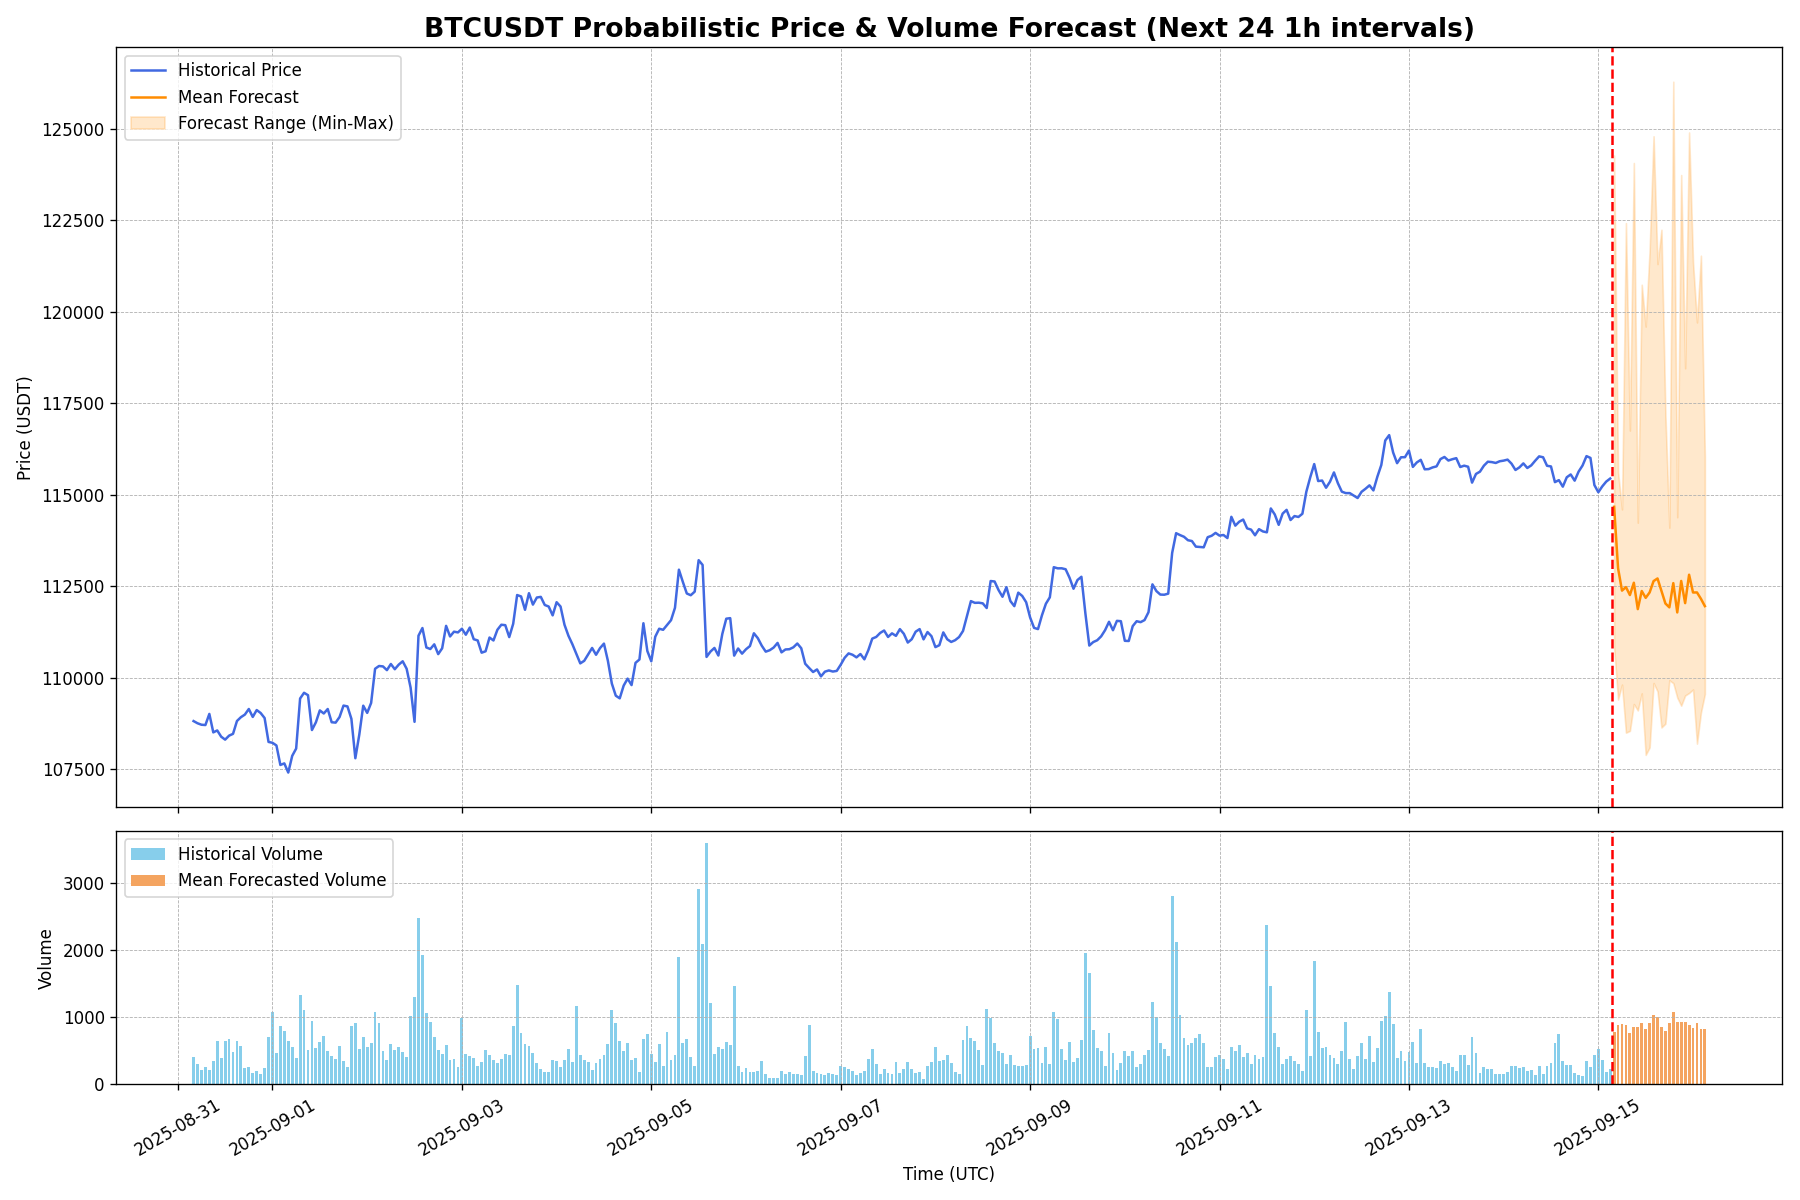 BTCUSDT Probabilistic Price & Volume Forecast (Next 24 1h intervals)
Historical Price
Mean Forecast
Forecast Range (Min-Max)
125000
122500
120000
117500
115000
112500
110000
107500
Price (USDT)
Historical Volume
Mean Forecasted Volume
3000
2000
1000
0
Volume
2025-08-31
2025-09-01
2025-09-03
2025-09-05
2025-09-07
2025-09-09
2025-09-11
2025-09-13
2025-09-15
Time (UTC)